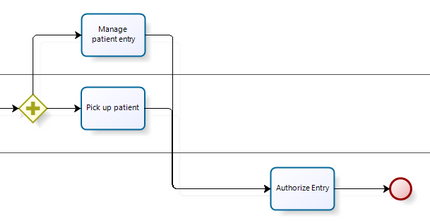 Manage
patient entry
Pick up patient
Authorize Entry